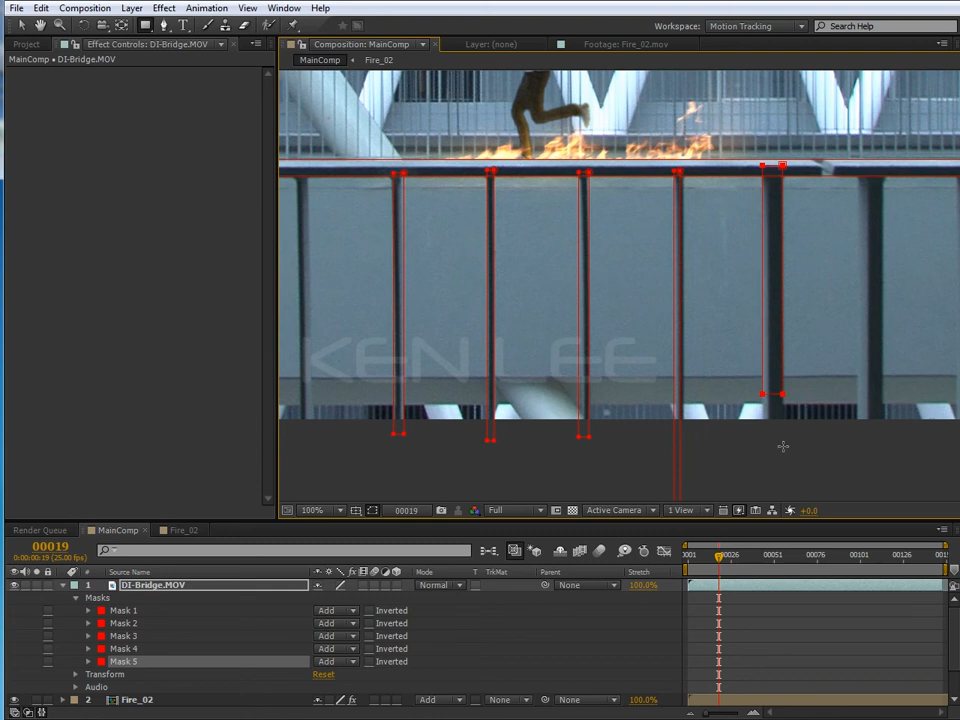 File Edit Composition Layer Effect Animation View Window Help
Workspace: Motion Tracking Search Help
Project Effect Controls: DI-Bridge.MOV Composition: MainComp Layer: (none) Footage: Fire_02.mov
MainComp • DI-Bridge.MOV MainComp Fire_02
KEN LEE
100% 00019 Full Active Camera 1 View +0.0
Render Queue MainComp Fire_02
00019
0:00:00:19 (25.00 fps)
0001 00026 00051 00076 00101 00126
# Source Name Mode T TrkMat Parent Stretch
1 DI-Bridge.MOV Normal None 100.0%
Masks
Mask 1 Add Inverted
Mask 2 Add Inverted
Mask 3 Add Inverted
Mask 4 Add Inverted
Mask 5 Add Inverted
Transform Reset
Audio
2 Fire_02 Add None None 100.0%